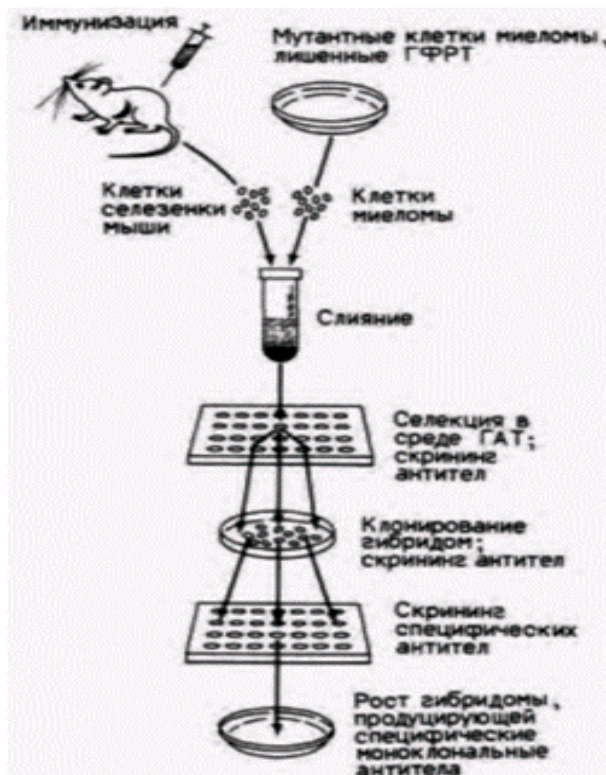 Иммунизация
Мутантные клетки миеломы,
лишенные ГФРТ
Клетки
селезенки
мыши
Клетки
миеломы
Слияние
Селекция в
среде ГАТ;
скрининг
антител
Клонирование
гибридом;
скрининг антител
Скрининг
специфических
антител
Рост гибридомы,
продуцирующей
специфические
моноклональные
антитела